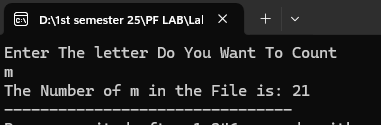 D:\1st semester 25\PF LAB\Lal
Enter The letter Do You Want To Count
m
The Number of m in the File is: 21
--------------------------------